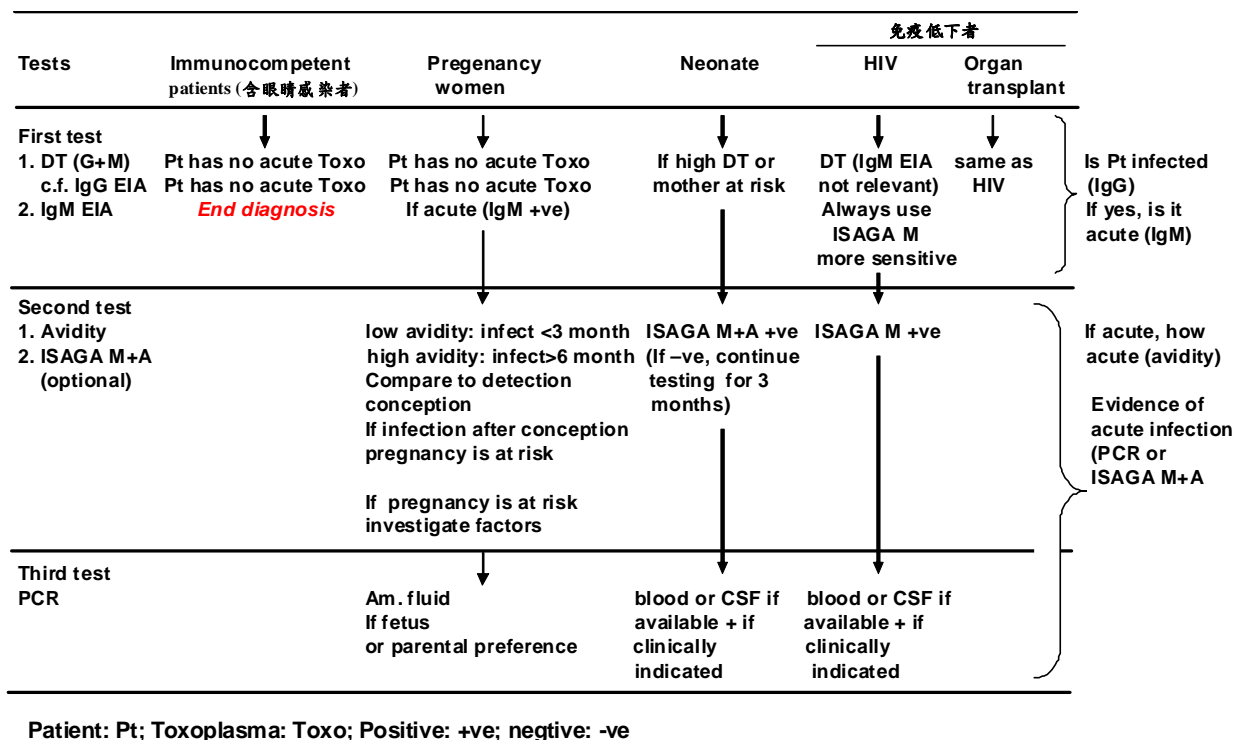 免疫低下者
Tests
Immunocompetent
patients (含眼睛感染者)
Pregenancy
women
Neonate
HIV
Organ
transplant
First test
1. DT (G+M)
c.f. IgG EIA
2. IgM EIA
Pt has no acute Toxo
Pt has no acute Toxo
End diagnosis
Pt has no acute Toxo
Pt has no acute Toxo
If acute (IgM +ve)
If high DT or
mother at risk
DT (IgM EIA
not relevant)
Always use
ISAGA M
more sensitive
same as
HIV
Is Pt infected
(IgG)
If yes, is it
acute (IgM)
Second test
1. Avidity
2. ISAGA M+A
(optional)
low avidity: infect <3 month
high avidity: infect>6 month
Compare to detection
conception
If infection after conception
pregnancy is at risk
If pregnancy is at risk
investigate factors
ISAGA M+A +ve
(If –ve, continue
testing for 3
months)
ISAGA M +ve
If acute, how
acute (avidity)
Evidence of
acute infection
(PCR or
ISAGA M+A
Third test
PCR
Am. fluid
If fetus
or parental preference
blood or CSF if
available + if
clinically
indicated
blood or CSF if
available + if
clinically
indicated
Patient: Pt; Toxoplasma: Toxo; Positive: +ve; negtive: -ve